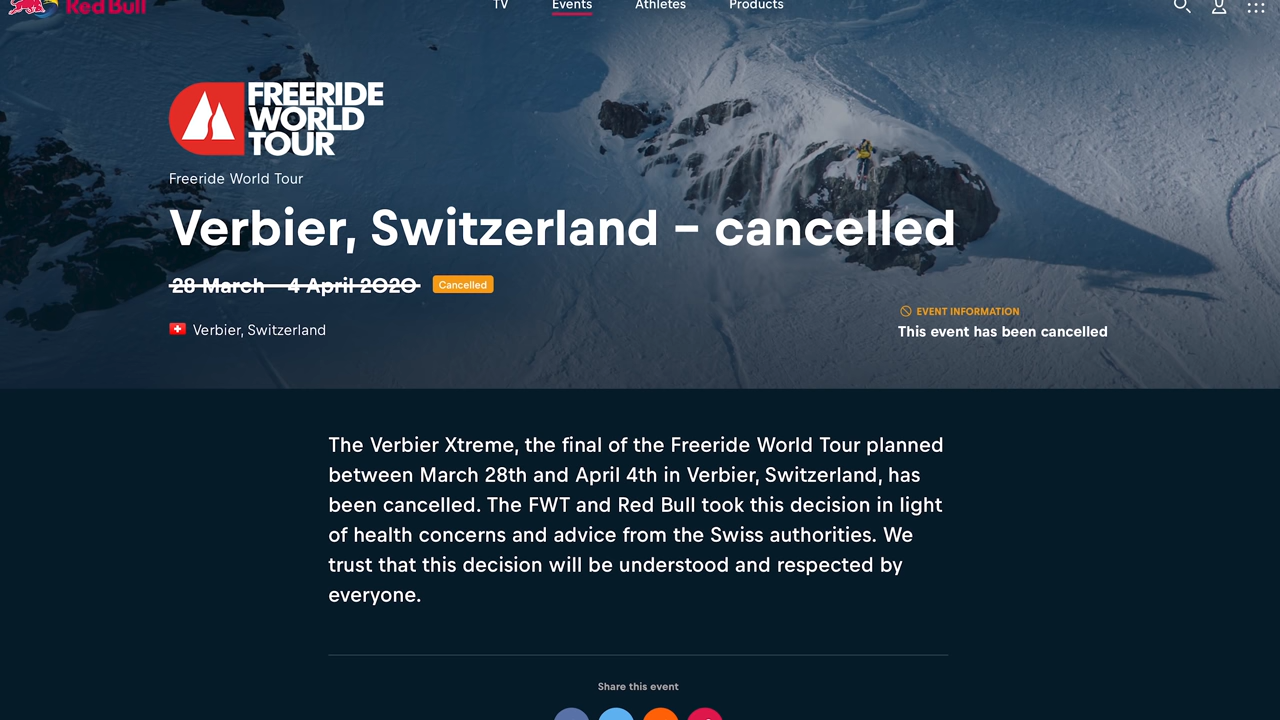 Red Bull
TV Events Athletes Products
FREERIDE
WORLD
TOUR
Freeride World Tour
Verbier, Switzerland – cancelled
28 March – 4 April 2020 Cancelled
Verbier, Switzerland
EVENT INFORMATION
This event has been cancelled
The Verbier Xtreme, the final of the Freeride World Tour planned
between March 28th and April 4th in Verbier, Switzerland, has
been cancelled. The FWT and Red Bull took this decision in light
of health concerns and advice from the Swiss authorities. We
trust that this decision will be understood and respected by
everyone.
Share this event